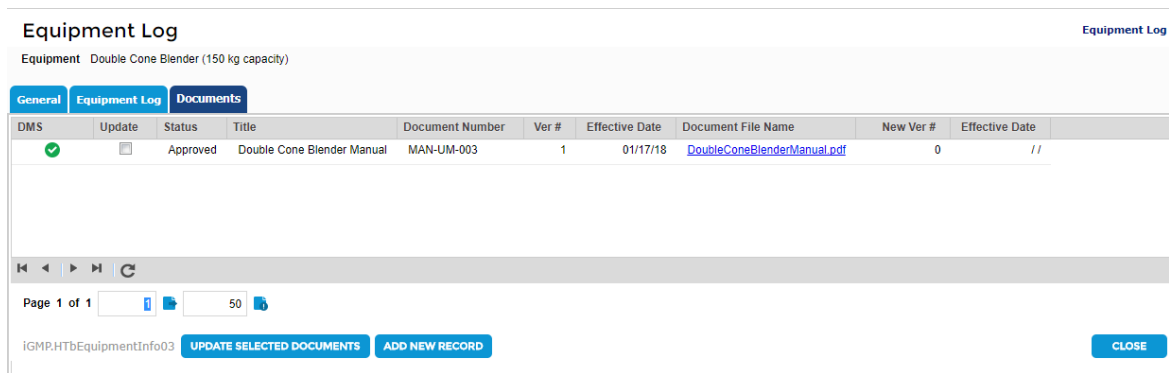 Equipment Log
Equipment Log
Equipment Double Cone Blender (150 kg capacity)
General Equipment Log Documents
DMS Update Status Title Document Number Ver # Effective Date Document File Name New Ver # Effective Date
Approved Double Cone Blender Manual MAN-UM-003 1 01/17/18 DoubleConeBlenderManual.pdf 0 / /
Page 1 of 1 1 50
iGMP.HTbEquipmentInfo03 UPDATE SELECTED DOCUMENTS ADD NEW RECORD CLOSE